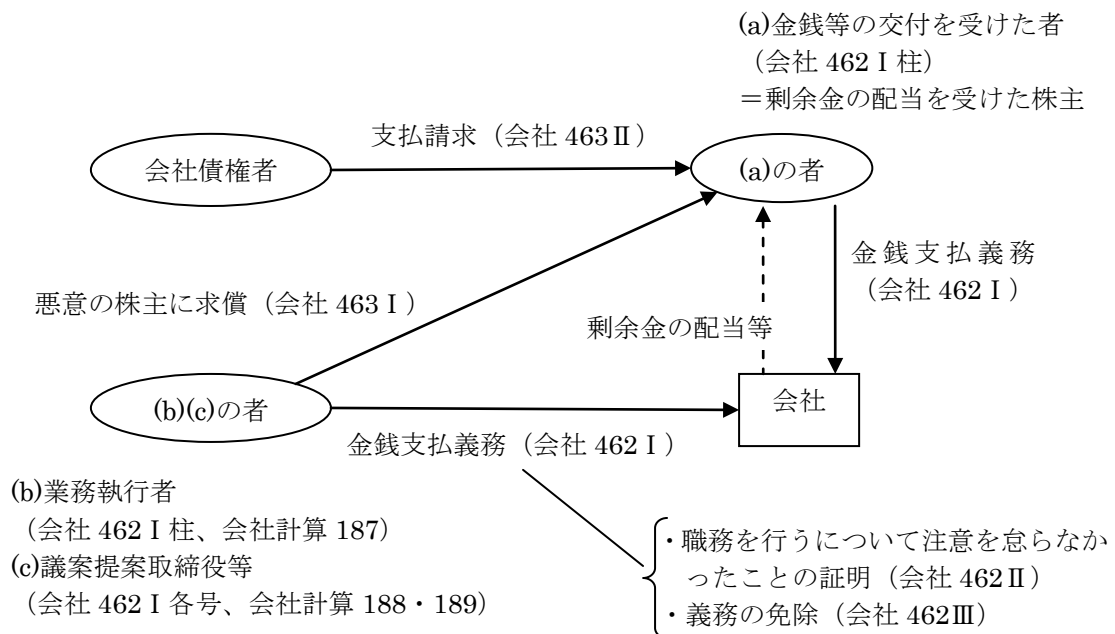 (a)金銭等の交付を受けた者
（会社 462Ⅰ柱）
＝剰余金の配当を受けた株主
支払請求（会社 463Ⅱ）
会社債権者
(a)の者
金銭支払義務
（会社 462Ⅰ）
悪意の株主に求償（会社 463Ⅰ）
剰余金の配当等
(b)(c)の者
会社
金銭支払義務（会社 462Ⅰ）
(b)業務執行者
（会社 462Ⅰ柱、会社計算 187）
(c)議案提案取締役等
（会社 462Ⅰ各号、会社計算 188・189）
・職務を行うについて注意を怠らなか
ったことの証明（会社 462Ⅱ）
・義務の免除（会社 462Ⅲ）